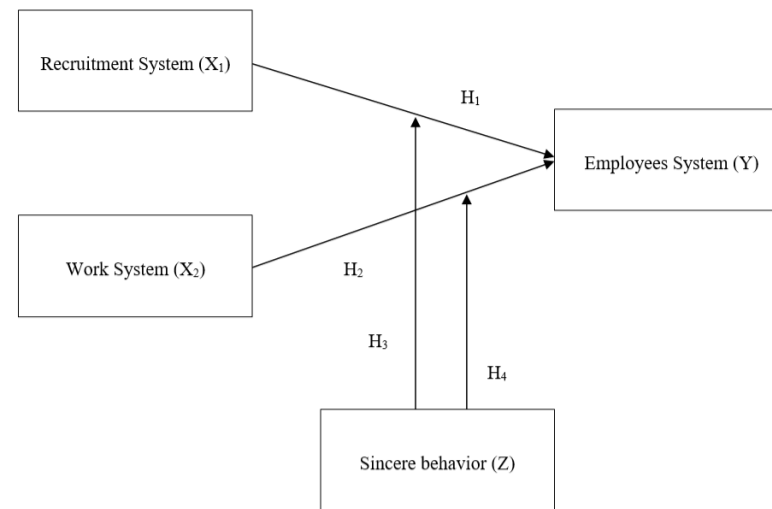 Recruitment System (X₁)
H₁
Employees System (Y)
Work System (X₂)
H₂
H₃
H₄
Sincere behavior (Z)